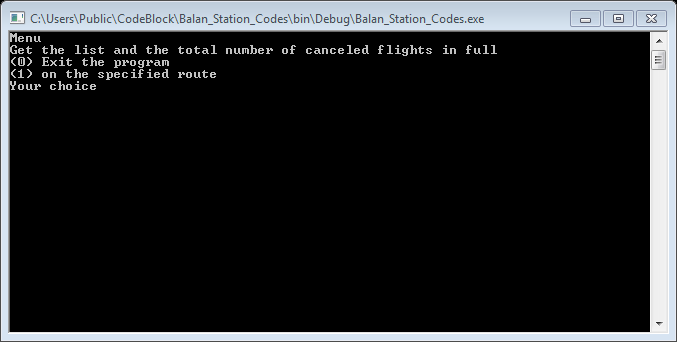 C:\Users\Public\CodeBlock\Balan_Station_Codes\bin\Debug\Balan_Station_Codes.exe
Menu
Get the list and the total number of canceled flights in full
(0) Exit the program
(1) on the specified route
Your choice